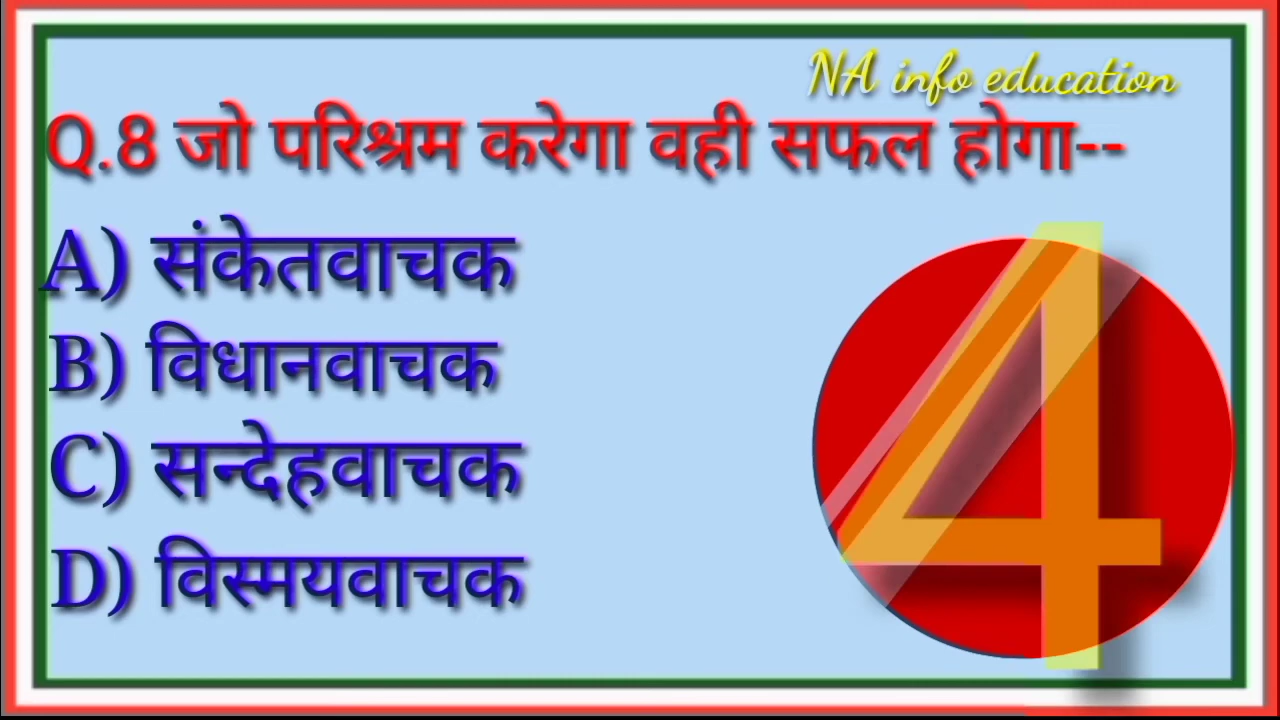 NA info education
Q.8 जो परिश्रम करेगा वही सफल होगा--
A) संकेतवाचक
B) विधानवाचक
C) सन्देहवाचक
D) विस्मयवाचक
4